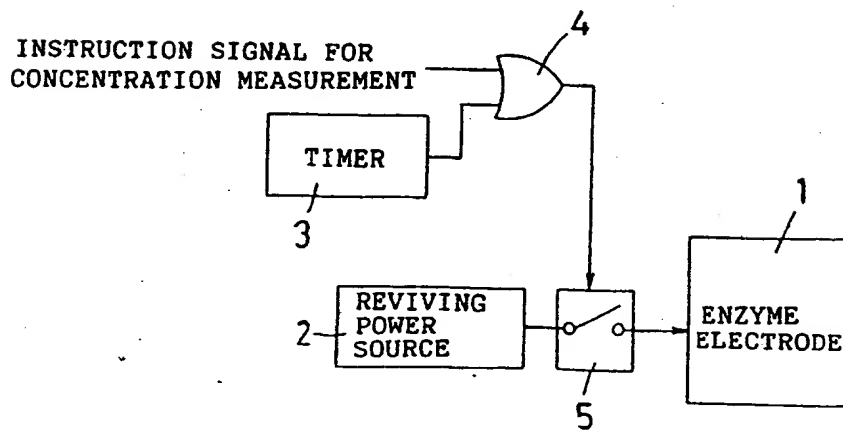 4
INSTRUCTION SIGNAL FOR
CONCENTRATION MEASUREMENT
TIMER
3
1
REVIVING
POWER
SOURCE
2
ENZYME
ELECTRODE
5